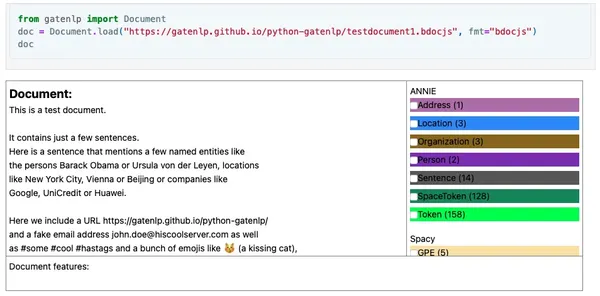 from gatenlp import Document
doc = Document.load("https://gatenlp.github.io/python-gatenlp/testdocument1.bdocjs", fmt="bdocjs")
doc
Document:
This is a test document.
It contains just a few sentences.
Here is a sentence that mentions a few named entities like
the persons Barack Obama or Ursula von der Leyen, locations
like New York City, Vienna or Beijing or companies like
Google, UniCredit or Huawei.
Here we include a URL https://gatenlp.github.io/python-gatenlp/
and a fake email address john.doe@hiscoolserver.com as well
as #some #cool #hastags and a bunch of emojis like 😽 (a kissing cat),
ANNIE
Address (1)
Location (3)
Organization (3)
Person (2)
Sentence (14)
SpaceToken (128)
Token (158)
Spacy
GPE (5)
Document features: